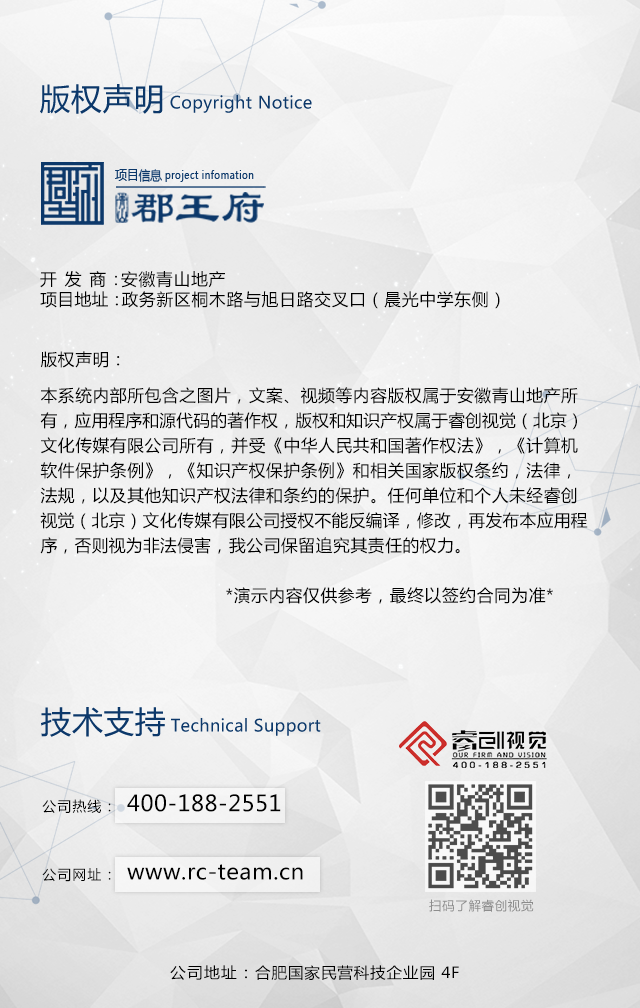 版权声明 Copyright Notice
项目信息 project infomation
郡王府
开 发 商 :安徽青山地产
项目地址 : 政务新区桐木路与旭日路交叉口（晨光中学东侧）
版权声明 :
本系统内部所包含之图片，文案、视频等内容版权属于安徽青山地产所
有，应用程序和源代码的著作权，版权和知识产权属于睿创视觉（北京）
文化传媒有限公司所有，并受《中华人民共和国著作权法》，《计算机
软件保护条例》，《知识产权保护条例》和相关国家版权条约，法律，
法规，以及其他知识产权法律和条约的保护。任何单位和个人未经睿创
视觉（北京）文化传媒有限公司授权不能反编译，修改，再发布本应用程
序，否则视为非法侵害，我公司保留追究其责任的权力。
*演示内容仅供参考，最终以签约合同为准*
技术支持 Technical Support
睿创视觉
OUR FIRM AND VISION
400-188-2551
公司热线 : 400-188-2551
公司网址 : www.rc-team.cn
扫码了解睿创视觉
公司地址 : 合肥国家民营科技企业园 4F